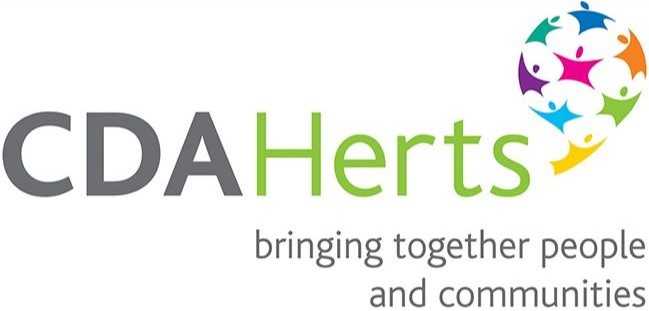 CDAHerts
bringing together people
and communities